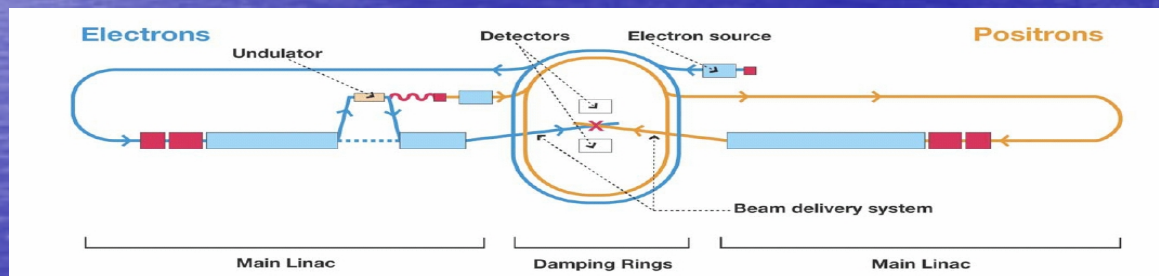 Electrons
Undulator
Detectors
Electron source
Positrons
Beam delivery system
Main Linac
Damping Rings
Main Linac